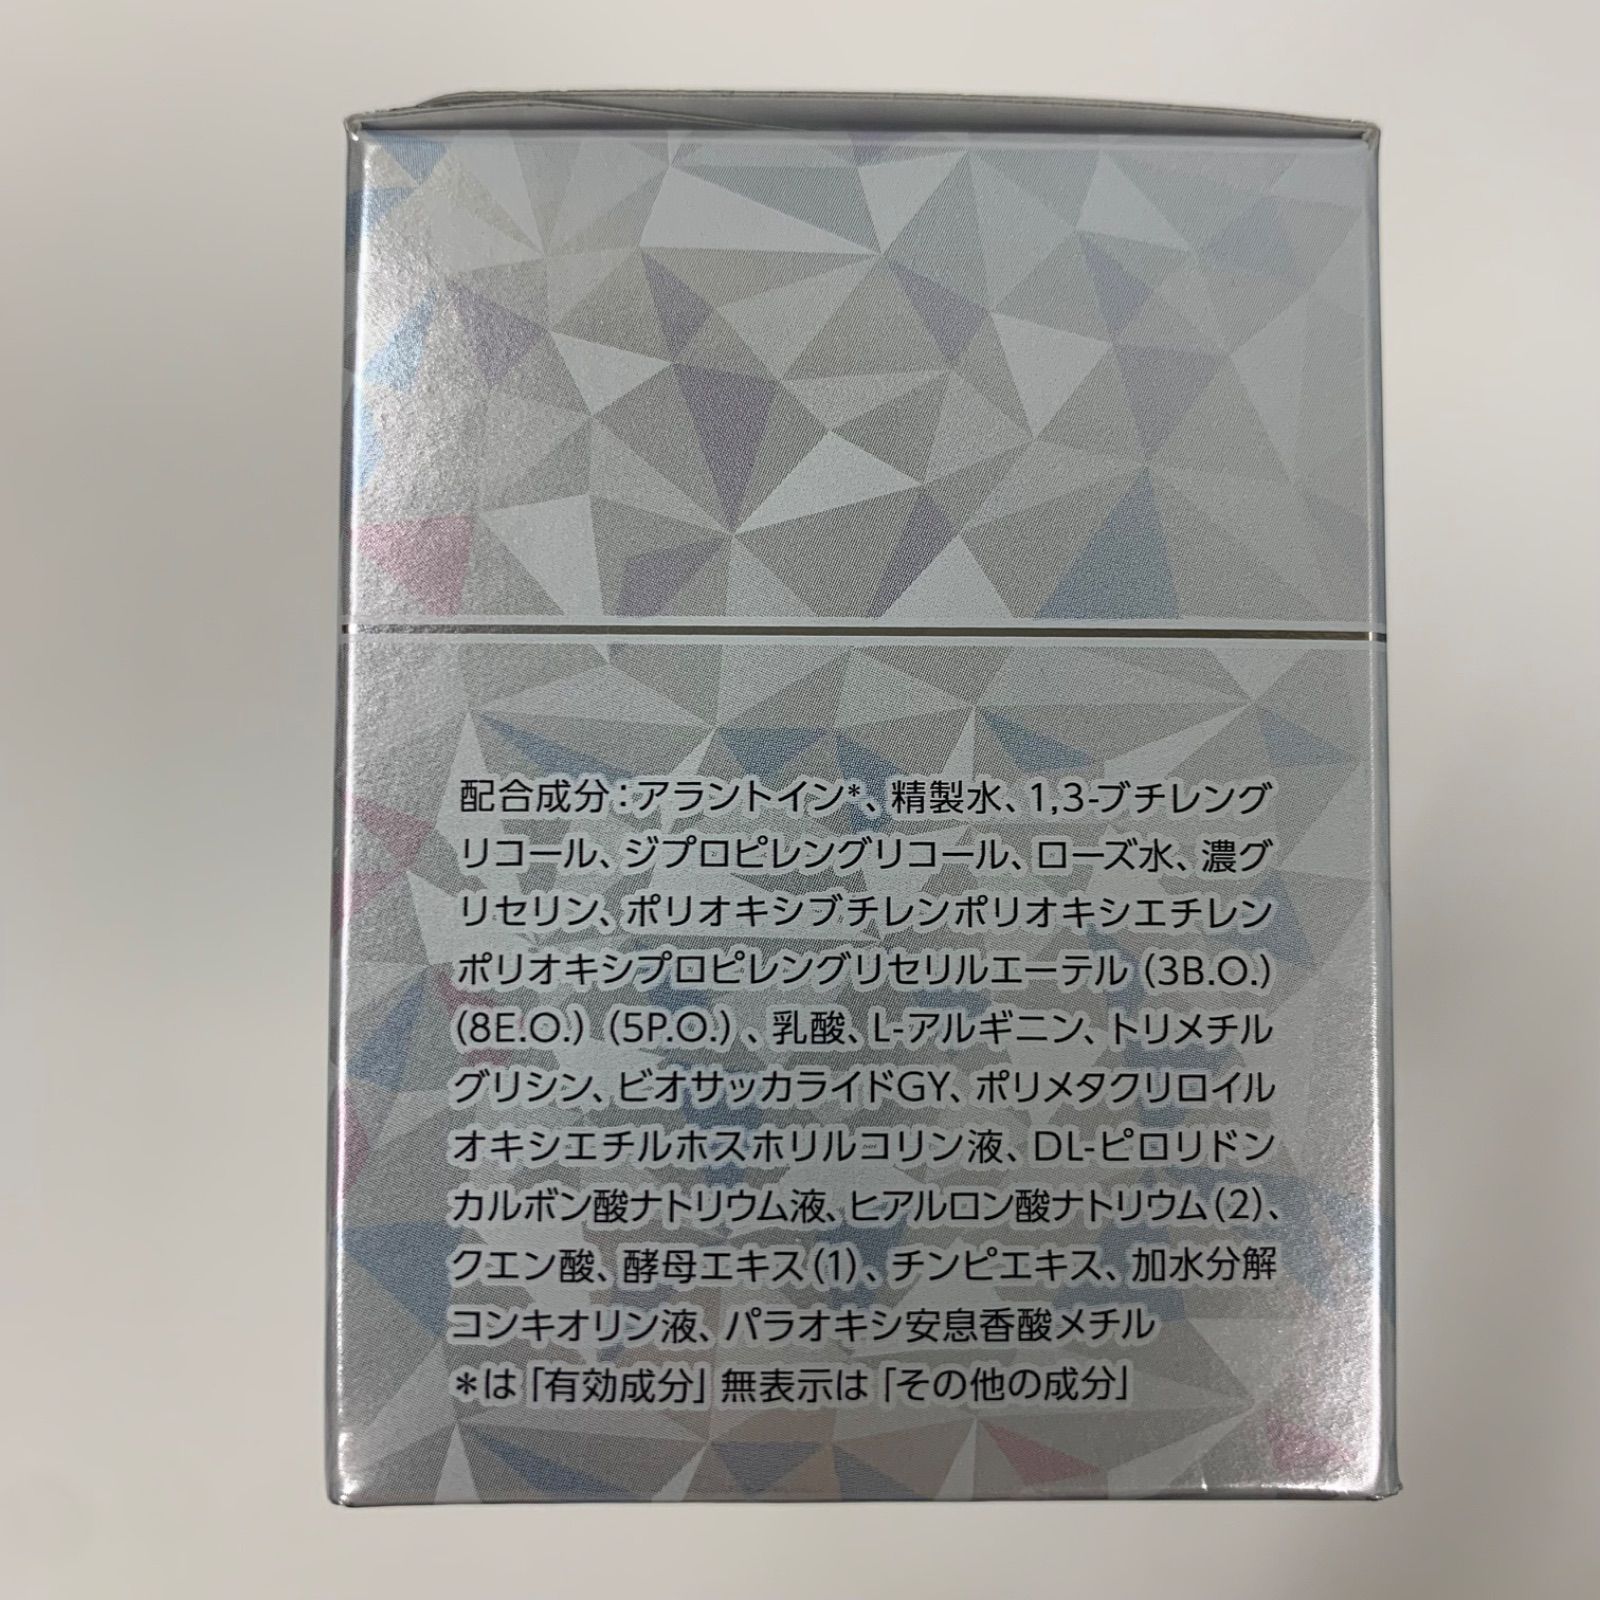 配合成分：アラントイン*、精製水、1,3-ブチレング
リコール、ジプロピレングリコール、ローズ水、濃グ
リセリン、ポリオキシブチレンポリオキシエチレン
ポリオキシプロピレングリセリルエーテル(3B.O.)
(8E.O.)(5P.O.)、乳酸、L-アルギニン、トリメチル
グリシン、ビオサッカライドGY、ポリメタクリロイル
オキシエチルホスホリルコリン液、DL-ピロリドン
カルボン酸ナトリウム液、ヒアルロン酸ナトリウム(2)、
クエン酸、酵母エキス(1)、チンピエキス、加水分解
コンキオリン液、パラオキシ安息香酸メチル
*は「有効成分」無表示は「その他の成分」